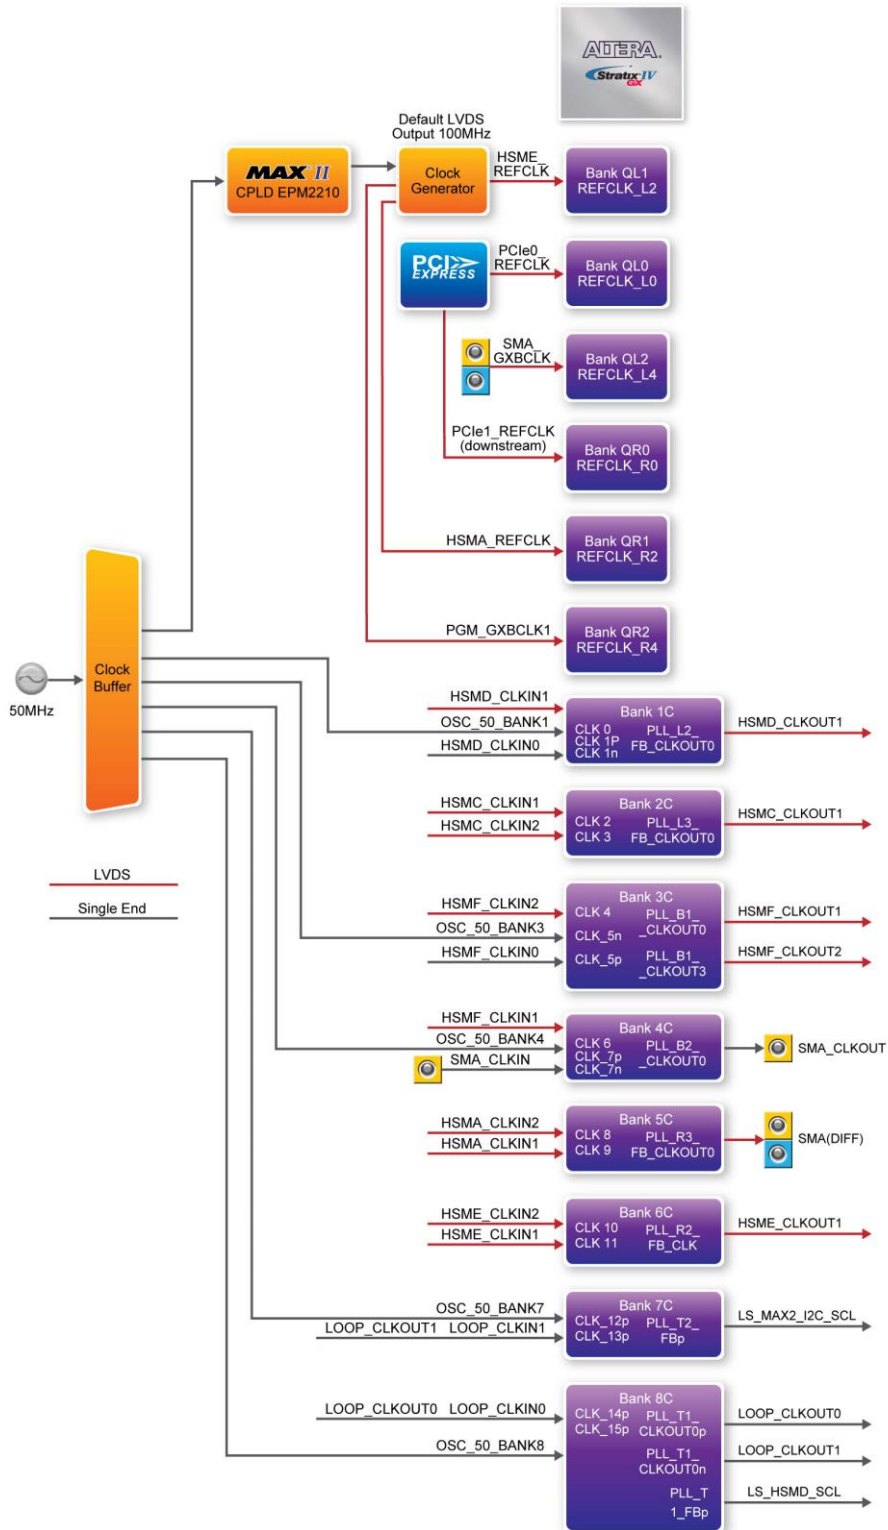 ALTERA
Stratix IV
GX
Default LVDS
Output 100MHz
MAX II
CPLD EPM2210
Clock
Generator
HSME_
REFCLK
Bank QL1
REFCLK_L2
PCI
EXPRESS
PCIe0_
REFCLK
Bank QL0
REFCLK_L0
SMA_
GXBCLK
Bank QL2
REFCLK_L4
PCIe1_REFCLK
(downstream)
Bank QR0
REFCLK_R0
HSMA_REFCLK
Bank QR1
REFCLK_R2
PGM_GXBCLK1
Bank QR2
REFCLK_R4
50MHz
Clock
Buffer
LVDS
Single End
HSMD_CLKIN1
OSC_50_BANK1
HSMD_CLKIN0
Bank 1C
CLK 0
CLK 1P
CLK 1n
PLL_L2_
FB_CLKOUT0
HSMD_CLKOUT1
HSMC_CLKIN1
HSMC_CLKIN2
Bank 2C
CLK 2
CLK 3
PLL_L3_
FB_CLKOUT0
HSMC_CLKOUT1
HSMF_CLKIN2
OSC_50_BANK3
HSMF_CLKIN0
Bank 3C
CLK 4
CLK_5n
CLK_5p
PLL_B1_
_CLKOUT0
PLL_B1_
_CLKOUT3
HSMF_CLKOUT1
HSMF_CLKOUT2
HSMF_CLKIN1
OSC_50_BANK4
SMA_CLKIN
Bank 4C
CLK 6
CLK_7p
CLK_7n
PLL_B2_
_CLKOUT0
SMA_CLKOUT
HSMA_CLKIN2
HSMA_CLKIN1
Bank 5C
CLK 8
CLK 9
PLL_R3_
FB_CLKOUT0
SMA(DIFF)
HSME_CLKIN2
HSME_CLKIN1
Bank 6C
CLK 10
CLK 11
PLL_R2_
FB_CLK
HSME_CLKOUT1
OSC_50_BANK7
LOOP_CLKOUT1 LOOP_CLKIN1
Bank 7C
CLK_12p
CLK_13p
PLL_T2_
FBp
LS_MAX2_I2C_SCL
LOOP_CLKOUT0 LOOP_CLKIN0
OSC_50_BANK8
Bank 8C
CLK_14p
CLK_15p
PLL_T1_
CLKOUT0p
PLL_T1_
CLKOUT0n
PLL_T
1_FBp
LOOP_CLKOUT0
LOOP_CLKOUT1
LS_HSMD_SCL